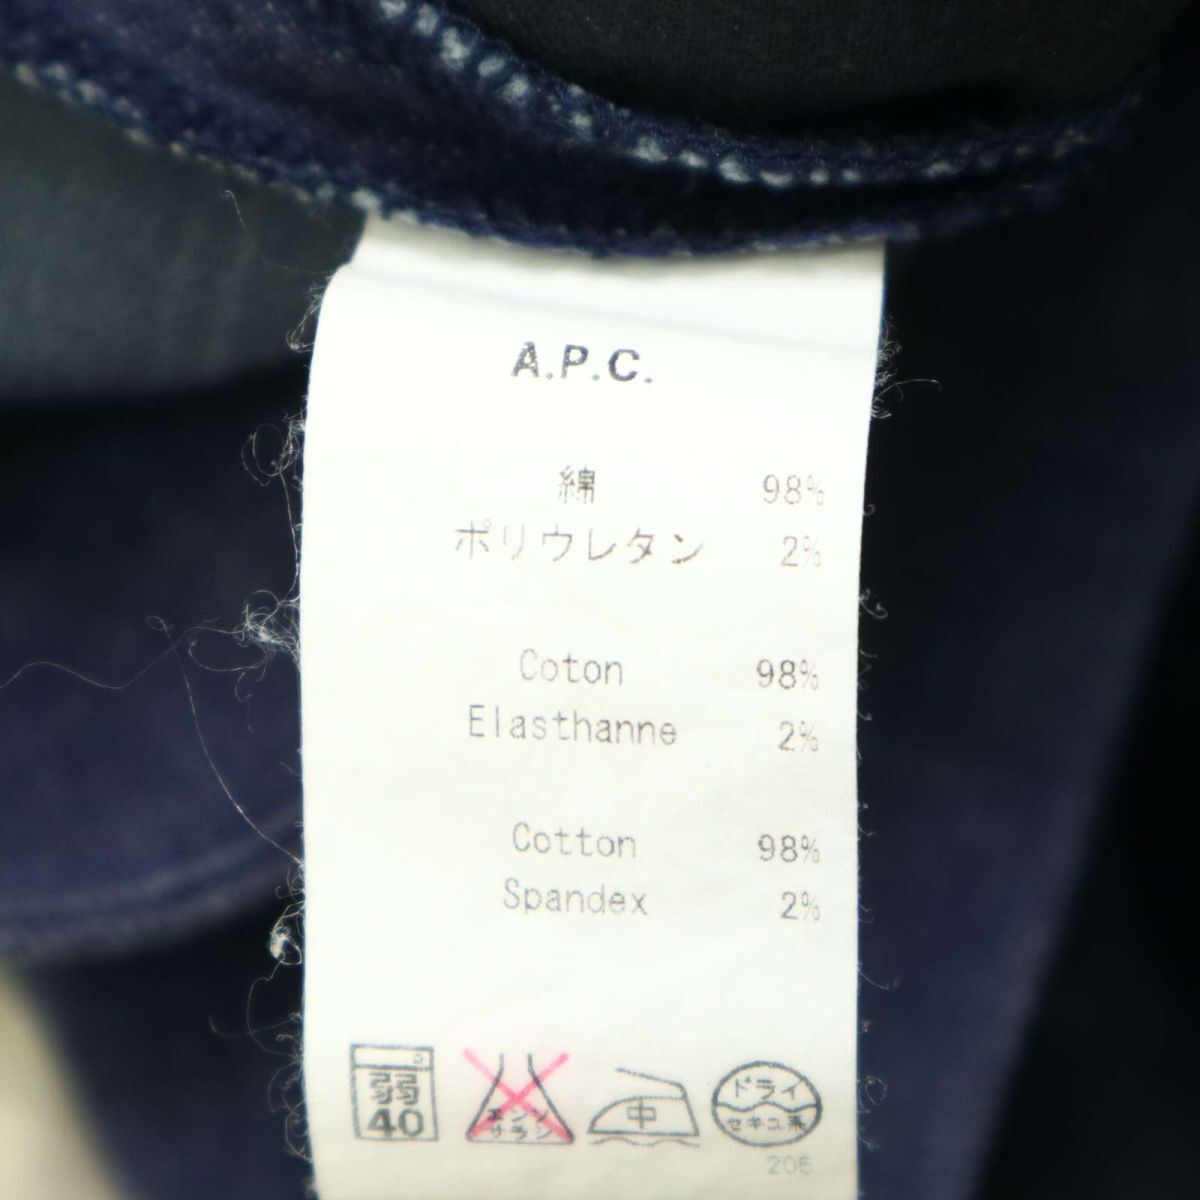 A.P.C.
綿 98%
ポリウレタン 2%
Coton 98%
Elasthanne 2%
Cotton 98%
Spandex 2%
弱
40
エンソ
サラシ
中
ドライ
セキユ系
205